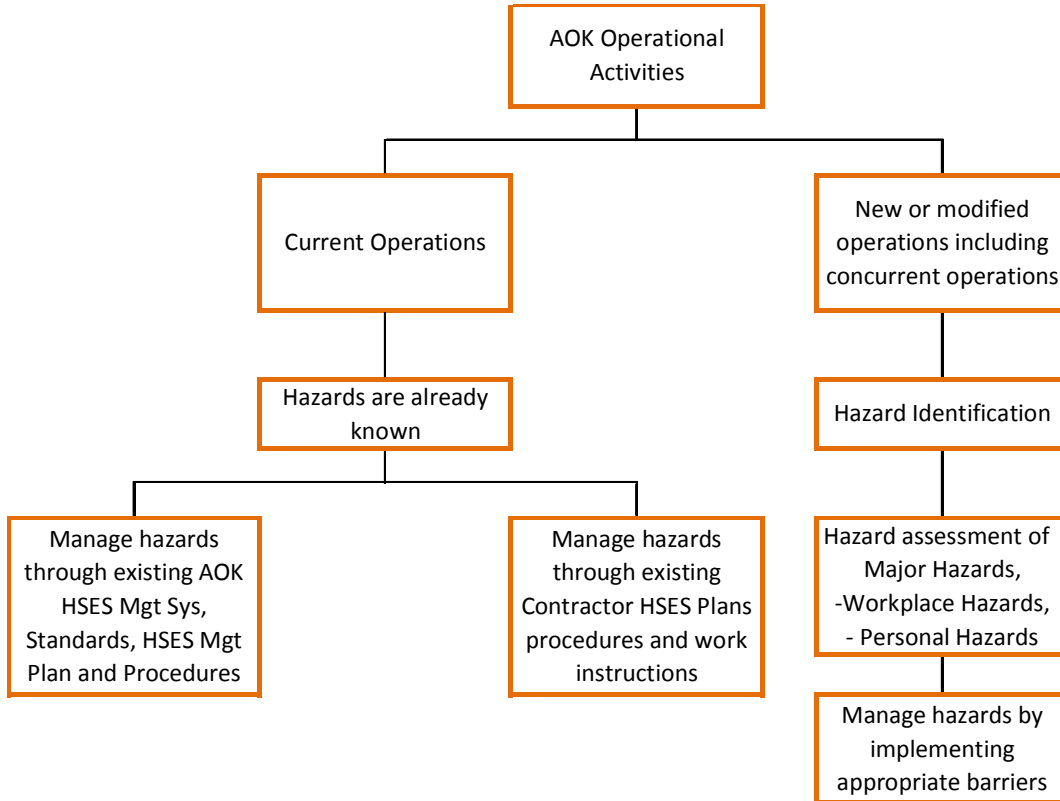 AOK Operational
Activities
Current Operations
New or modified
operations including
concurrent operations
Hazards are already
known
Hazard Identification
Manage hazards
through existing AOK
HSES Mgt Sys,
Standards, HSES Mgt
Plan and Procedures
Manage hazards
through existing
Contractor HSES Plans
procedures and work
instructions
Hazard assessment of
Major Hazards,
-Workplace Hazards,
- Personal Hazards
Manage hazards by
implementing
appropriate barriers